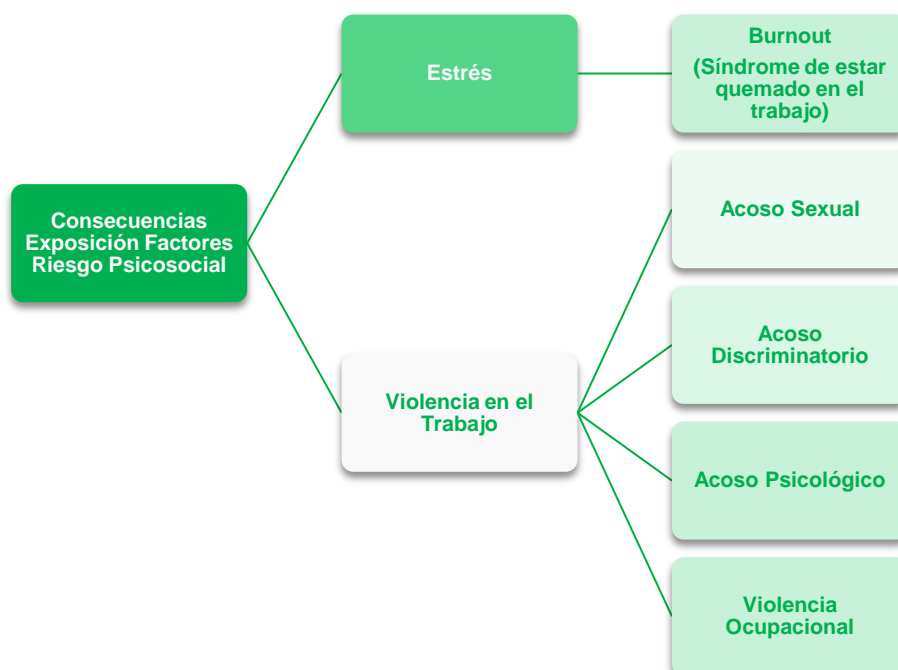 Consecuencias
Exposición Factores
Riesgo Psicosocial
Estrés
Burnout
(Síndrome de estar
quemado en el
trabajo)
Violencia en el
Trabajo
Acoso Sexual
Acoso
Discriminatorio
Acoso Psicológico
Violencia
Ocupacional